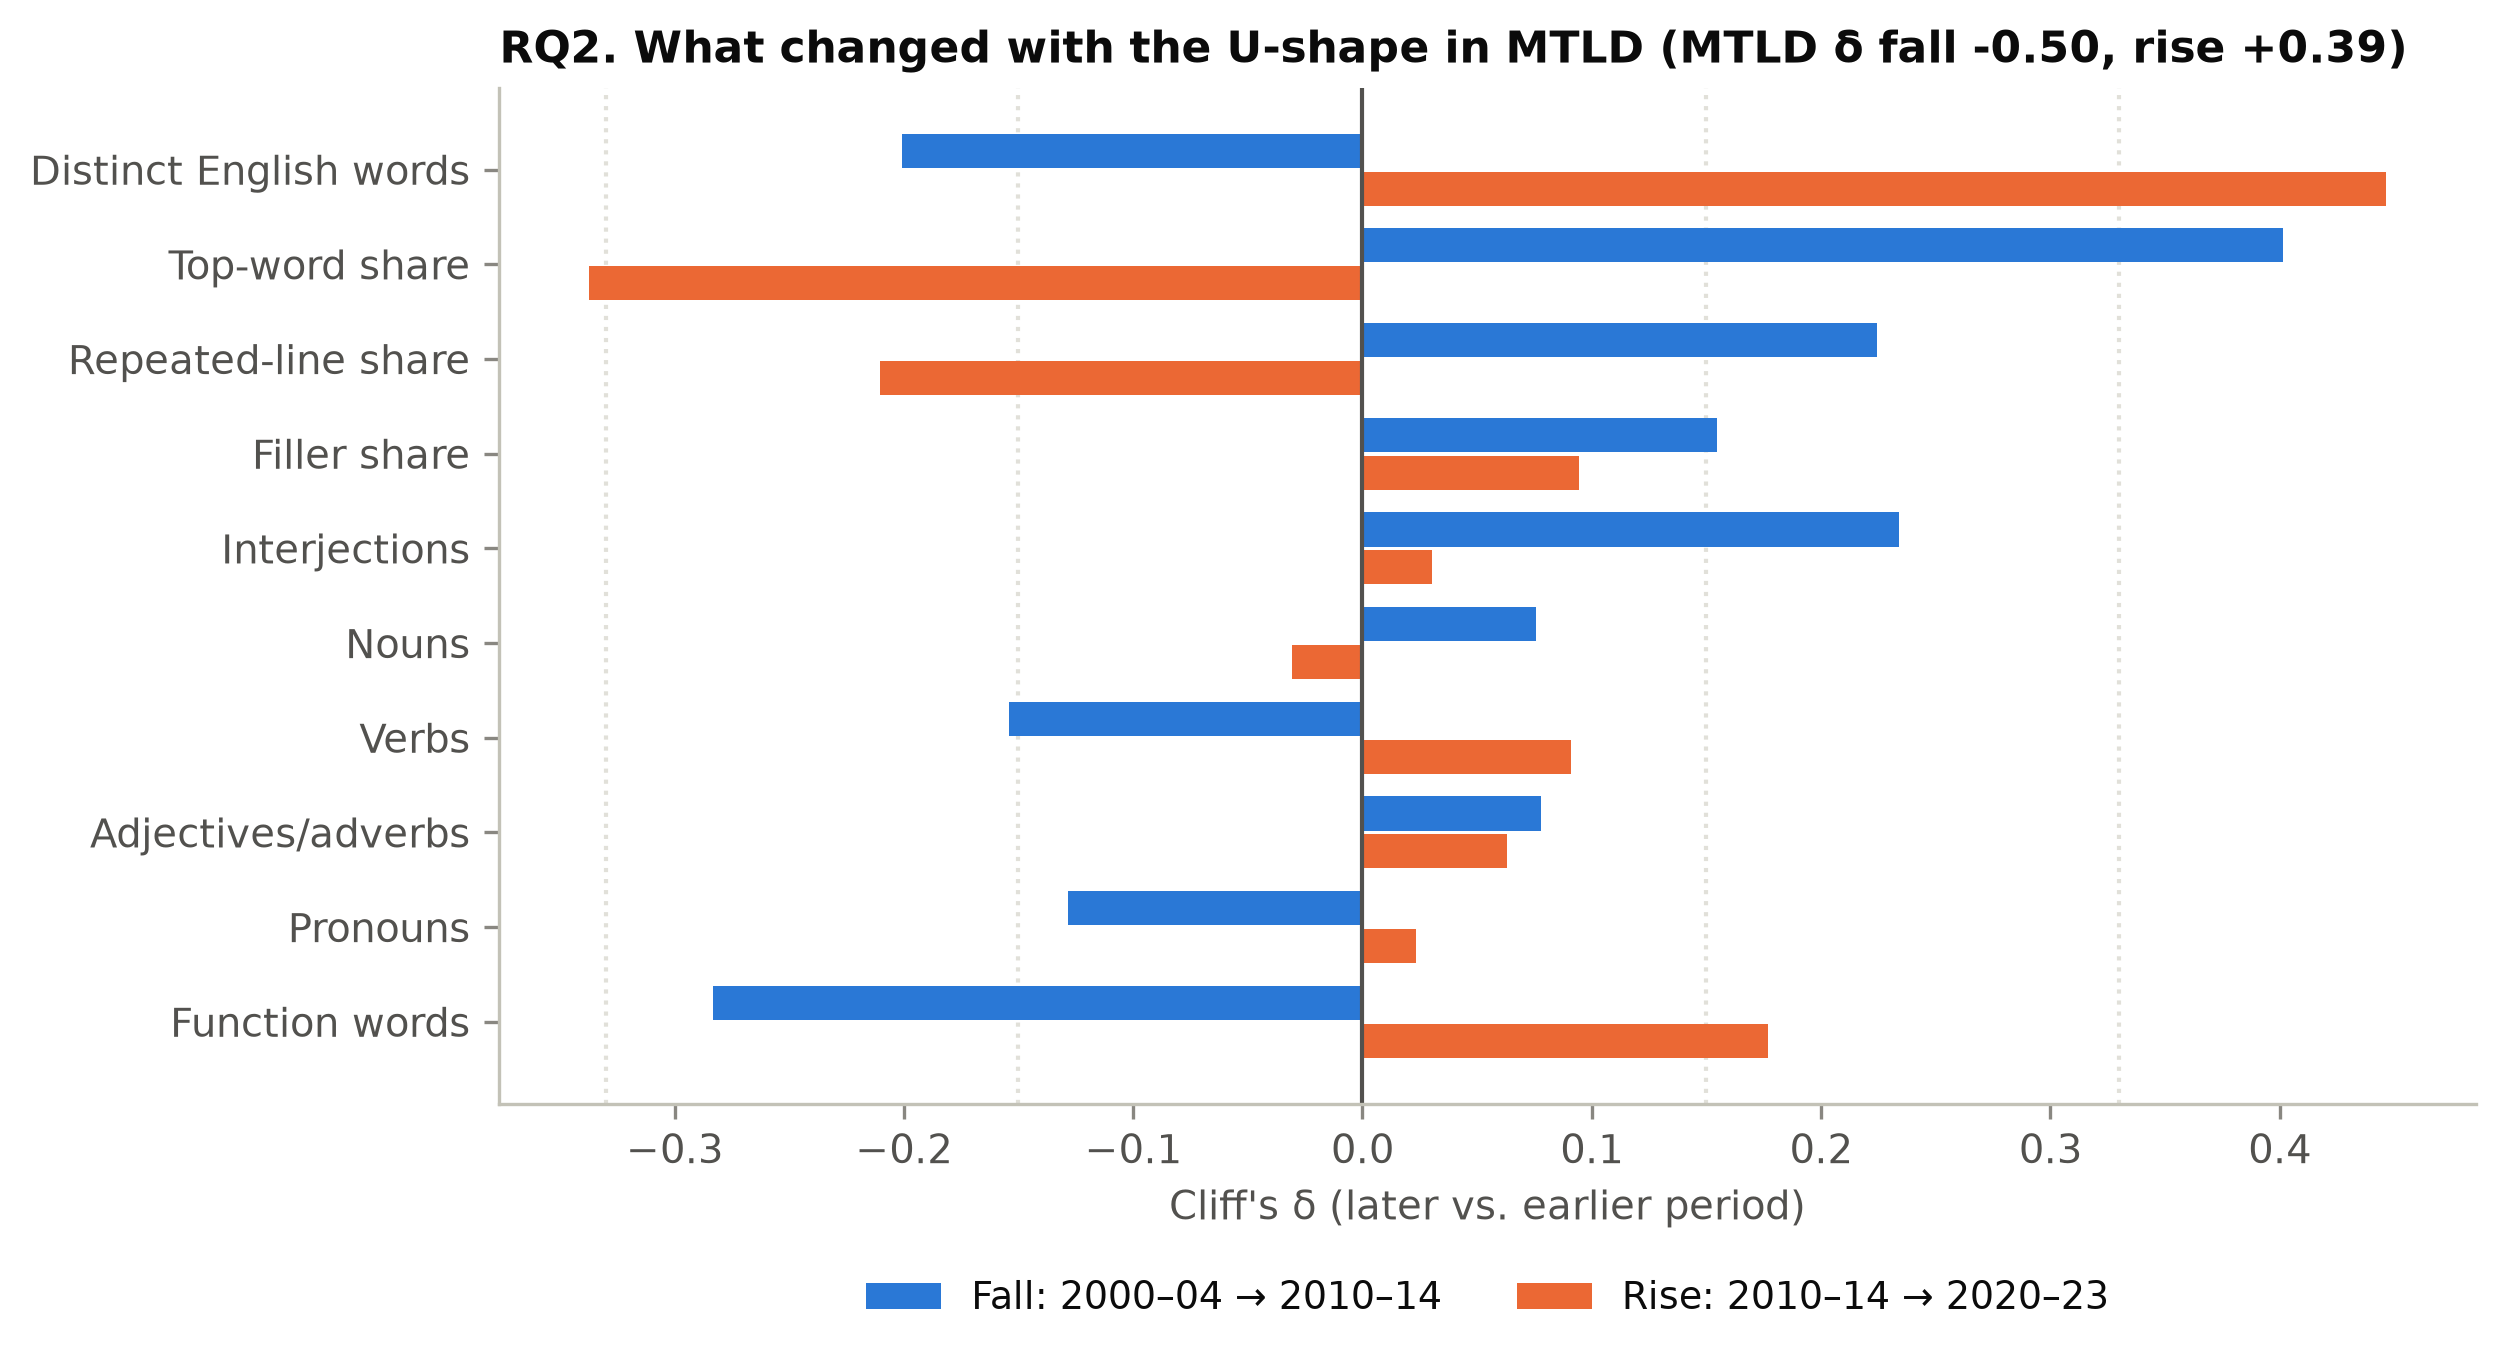 RQ2. What changed with the U-shape in MTLD (MTLD δ fall -0.50, rise +0.39)
Distinct English words
Top-word share
Repeated-line share
Filler share
Interjections
Nouns
Verbs
Adjectives/adverbs
Pronouns
Function words
−0.3 −0.2 −0.1 0.0 0.1 0.2 0.3 0.4
Cliff's δ (later vs. earlier period)
Fall: 2000–04 → 2010–14 Rise: 2010–14 → 2020–23